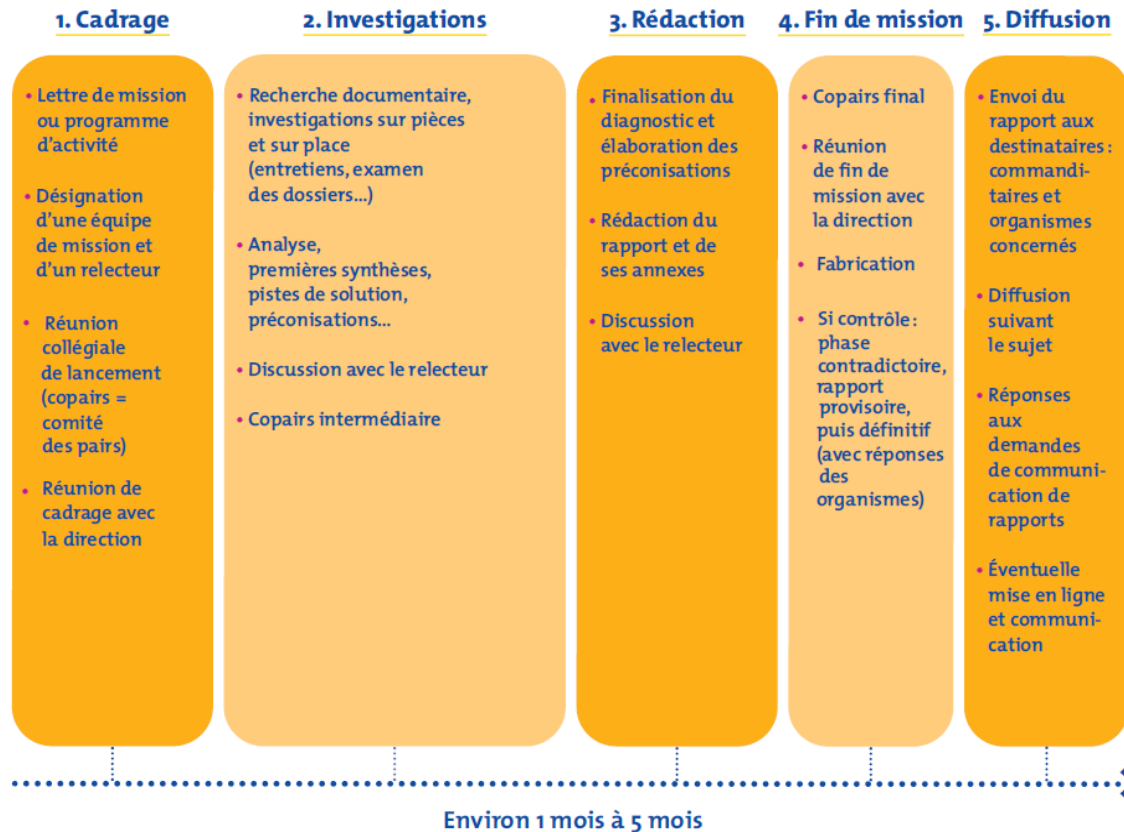 1. Cadrage
• Lettre de mission
ou programme
d'activité
• Désignation
d'une équipe
de mission et
d'un relecteur
• Réunion
collégiale
de lancement
(copairs =
comité
des pairs)
• Réunion de
cadrage avec
la direction
2. Investigations
• Recherche documentaire,
investigations sur pièces
et sur place
(entretiens, examen
des dossiers...)
• Analyse,
premières synthèses,
pistes de solution,
préconisations...
• Discussion avec le relecteur
• Copairs intermédiaire
3. Rédaction
• Finalisation du
diagnostic et
élaboration des
préconisations
• Rédaction du
rapport et de
ses annexes
• Discussion
avec le relecteur
4. Fin de mission
• Copairs final
• Réunion
de fin de
mission avec
la direction
• Fabrication
• Si contrôle :
phase
contradictoire,
rapport
provisoire,
puis définitif
(avec réponses
des
organismes)
5. Diffusion
• Envoi du
rapport aux
destinataires :
commandi-
taires et
organismes
concernés
• Diffusion
suivant
le sujet
• Réponses
aux
demandes
de communi-
cation de
rapports
• Éventuelle
mise en ligne
et communi-
cation
Environ 1 mois à 5 mois